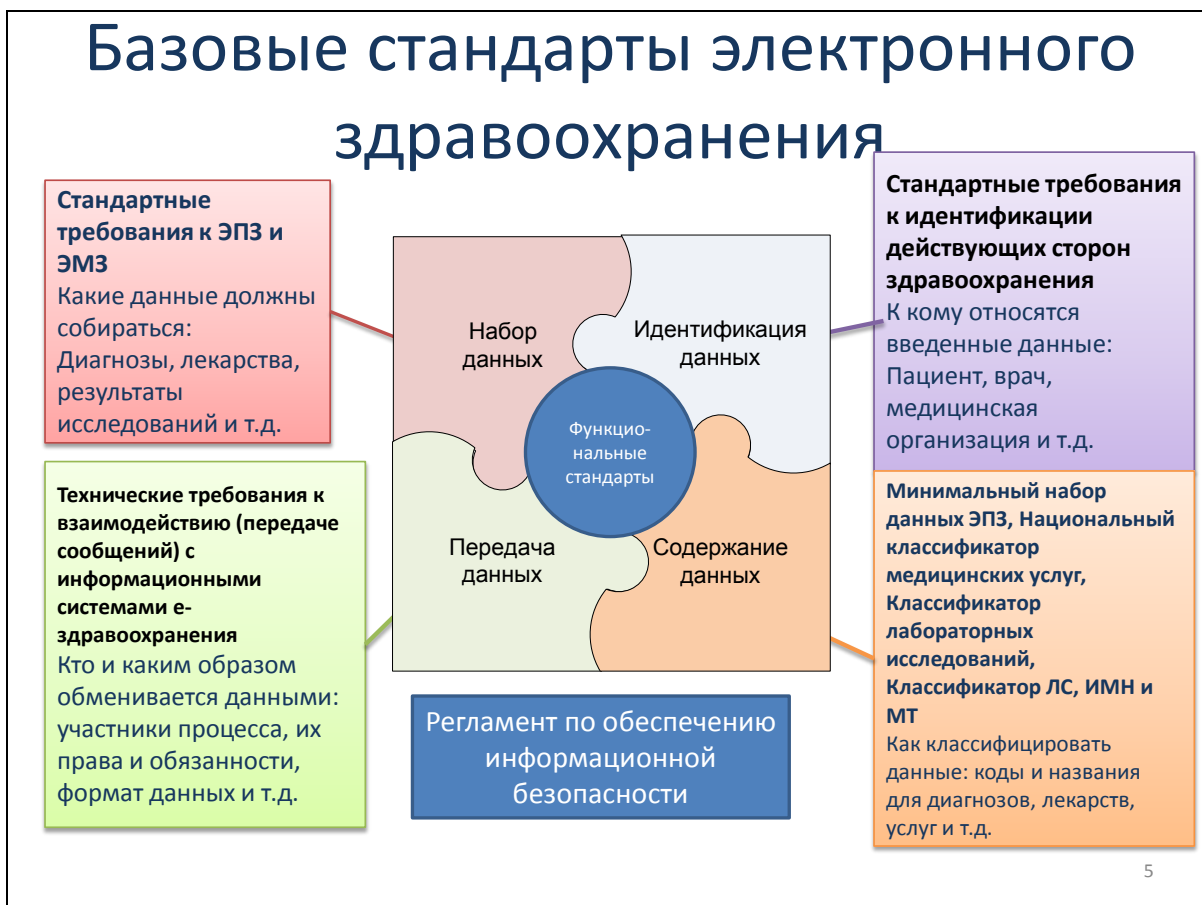 Базовые стандарты электронного
здравоохранения
Стандартные
требования к ЭПЗ и
ЭМЗ
Какие данные должны
собираться:
Диагнозы, лекарства,
результаты
исследований и т.д.
Набор
данных
Идентификация
данных
Стандартные требования
к идентификации
действующих сторон
здравоохранения
К кому относятся
введенные данные:
Пациент, врач,
медицинская
организация и т.д.
Функцио-
нальные
стандарты
Технические требования к
взаимодействию (передаче
сообщений) с
информационными
системами е-
здравоохранения
Кто и каким образом
обменивается данными:
участники процесса, их
права и обязанности,
формат данных и т.д.
Передача
данных
Содержание
данных
Минимальный набор
данных ЭПЗ, Национальный
классификатор
медицинских услуг,
Классификатор
лабораторных
исследований,
Классификатор ЛС, ИМН и
МТ
Как классифицировать
данные: коды и названия
для диагнозов, лекарств,
услуг и т.д.
Регламент по обеспечению
информационной
безопасности
5